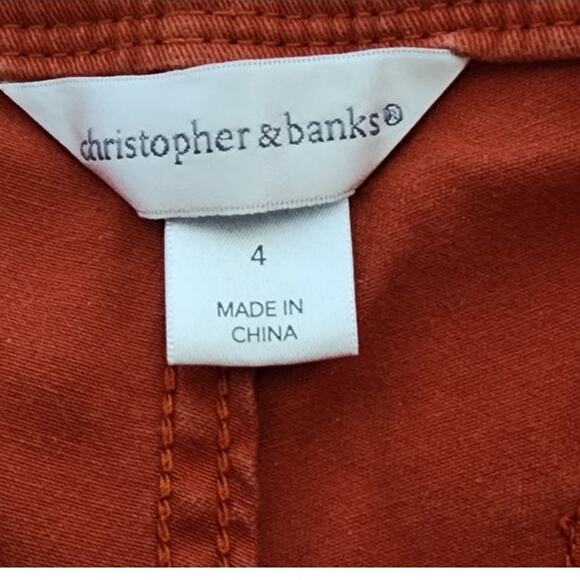 christopher & banks®
4
MADE IN
CHINA